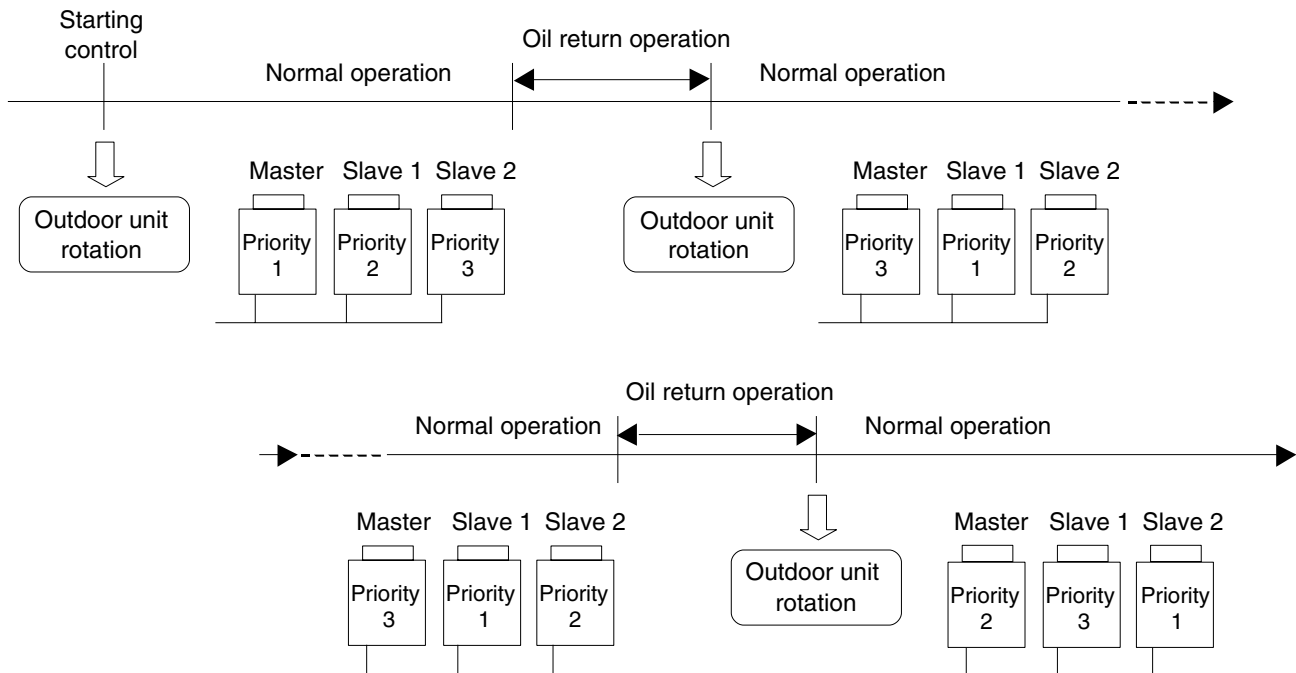 Starting
control
Oil return operation
Normal operation
Normal operation
Master Slave 1 Slave 2
Master Slave 1 Slave 2
Outdoor unit
rotation
Priority
1
Priority
2
Priority
3
Outdoor unit
rotation
Priority
3
Priority
1
Priority
2
Oil return operation
Normal operation
Normal operation
Master Slave 1 Slave 2
Master Slave 1 Slave 2
Priority
3
Priority
1
Priority
2
Outdoor unit
rotation
Priority
2
Priority
3
Priority
1